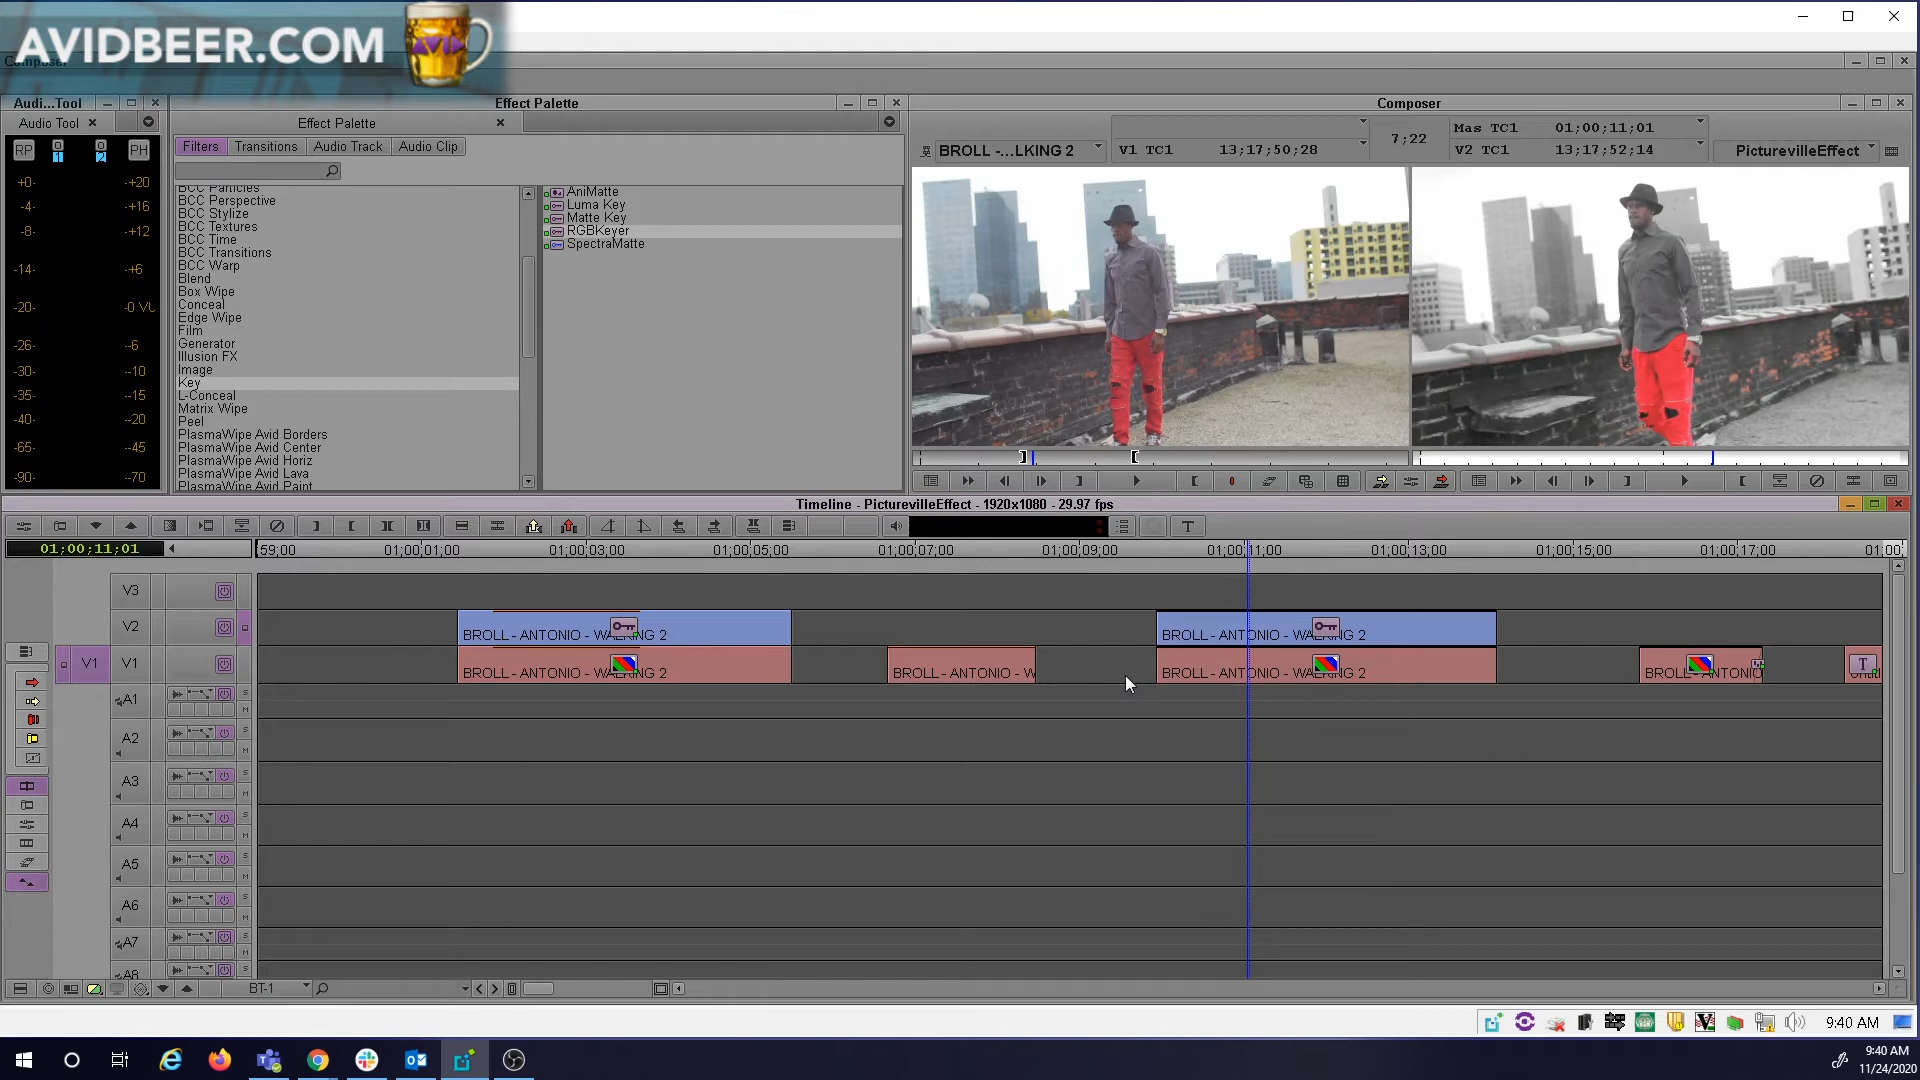 AVIDBEER.COM
Audi...Tool
Effect Palette
Composer
Audio Tool
Effect Palette
Filters
Transitions
Audio Track
Audio Clip
RP
PH
BCC Particles
BCC Perspective
BCC Stylize
BCC Textures
BCC Time
BCC Transitions
BCC Warp
Blend
Box Wipe
Conceal
Edge Wipe
Film
Generator
Illusion FX
Image
Key
L-Conceal
Matrix Wipe
Peel
PlasmaWipe Avid Borders
PlasmaWipe Avid Center
PlasmaWipe Avid Horiz
PlasmaWipe Avid Lava
PlasmaWipe Avid Paint
AniMatte
Luma Key
Matte Key
RGBKeyer
SpectraMatte
BROLL -...LKING 2
V1 TC1 13;17;50;28
7;22
Mas TC1 01;00;11;01
V2 TC1 13;17;52;14
PicturevilleEffect
+0- -+20
-4- -+16
-8- -+12
-14- -+6
-20- -0 VU
-26- --6
-30- --10
-35- --15
-40- --20
-65- --45
-90- --70
Timeline - PicturevilleEffect - 1920x1080 - 29.97 fps
01;00;11;01
59;00 01;00;01;00 01;00;03;00 01;00;05;00 01;00;07;00 01;00;09;00 01;00;11;00 01;00;13;00 01;00;15;00 01;00;17;00 01;00;
V3
V2
BROLL - ANTONIO - WALKING 2
BROLL - ANTONIO - WALKING 2
V1 V1
BROLL - ANTONIO - WALKING 2
BROLL - ANTONIO - W
BROLL - ANTONIO - WALKING 2
BROLL - ANTONIO
T
A1
A2
A3
A4
A5
A6
A7
A8
BT-1
9:40 AM
9:40 AM
11/24/2020